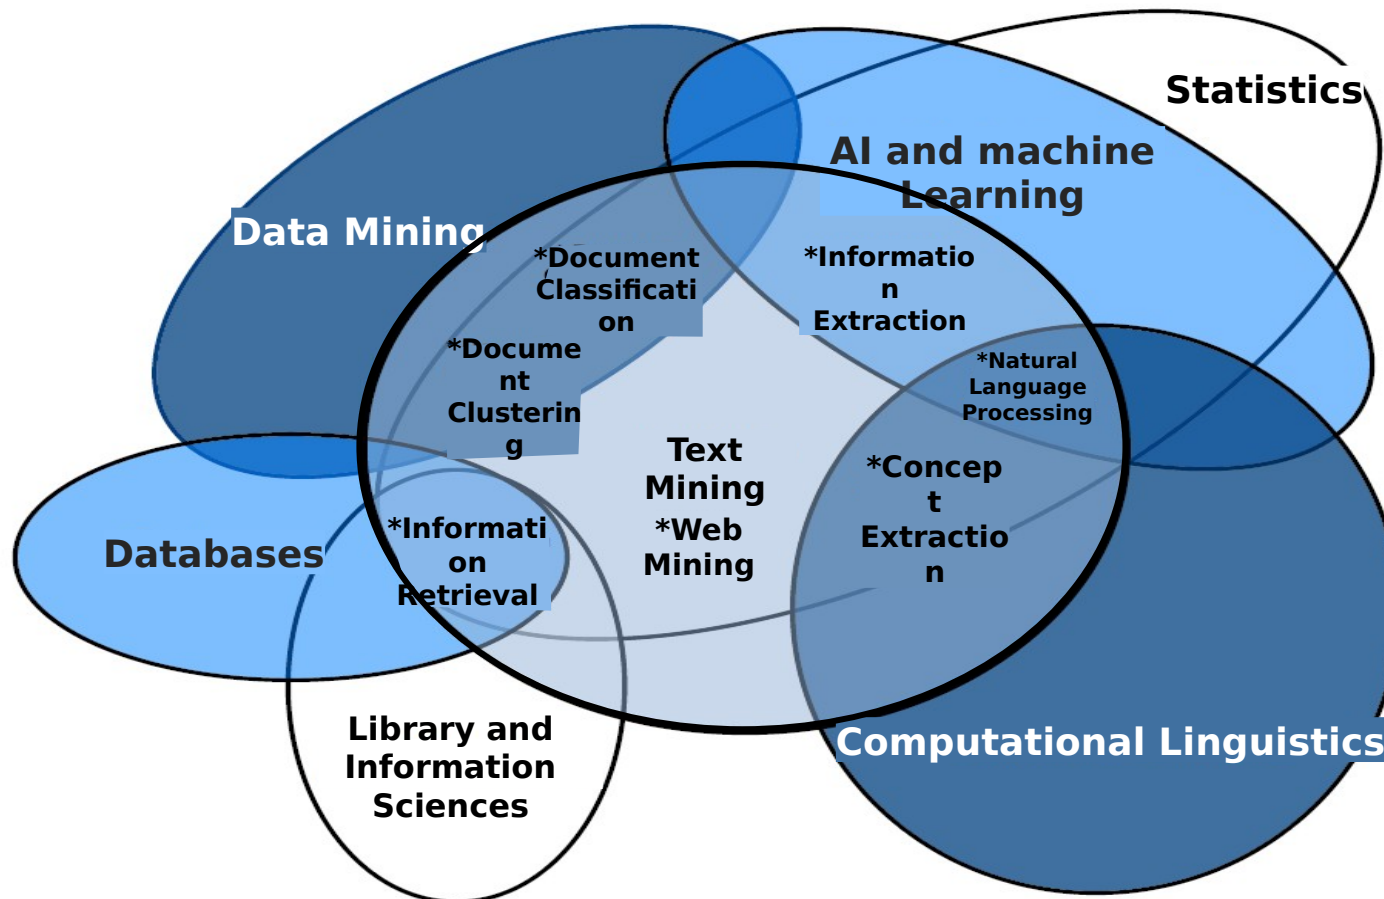 Statistics
AI and machine
Learning
Data Mining
*Document
Classificati
on
*Informatio
n
Extraction
*Docume
nt
Clusterin
g
*Natural
Language
Processing
Text
Mining
*Web
Mining
*Concep
t
Extractio
n
*Informati
on
Retrieval
Databases
Library and
Information
Sciences
Computational Linguistics